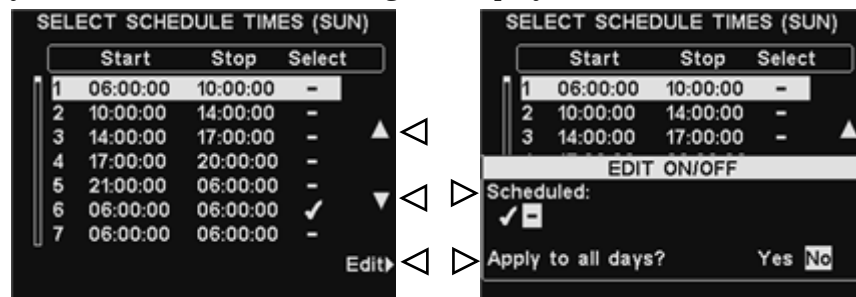 SELECT SCHEDULE TIMES (SUN)
Start Stop Select
1 06:00:00 10:00:00 -
2 10:00:00 14:00:00 -
3 14:00:00 17:00:00 -
4 17:00:00 20:00:00 -
5 21:00:00 06:00:00 -
6 06:00:00 06:00:00 ✓
7 06:00:00 06:00:00 -
Edit
SELECT SCHEDULE TIMES (SUN)
Start Stop Select
1 06:00:00 10:00:00 -
2 10:00:00 14:00:00 -
3 14:00:00 17:00:00 -
EDIT ON/OFF
Scheduled:
✓ -
Apply to all days? Yes No